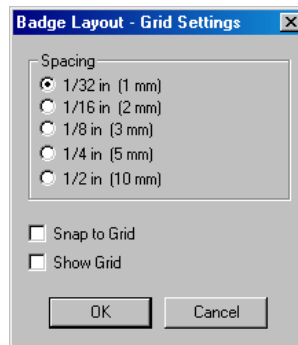 Badge Layout - Grid Settings
Spacing
1/32 in (1 mm)
1/16 in (2 mm)
1/8 in (3 mm)
1/4 in (5 mm)
1/2 in (10 mm)
Snap to Grid
Show Grid
OK
Cancel